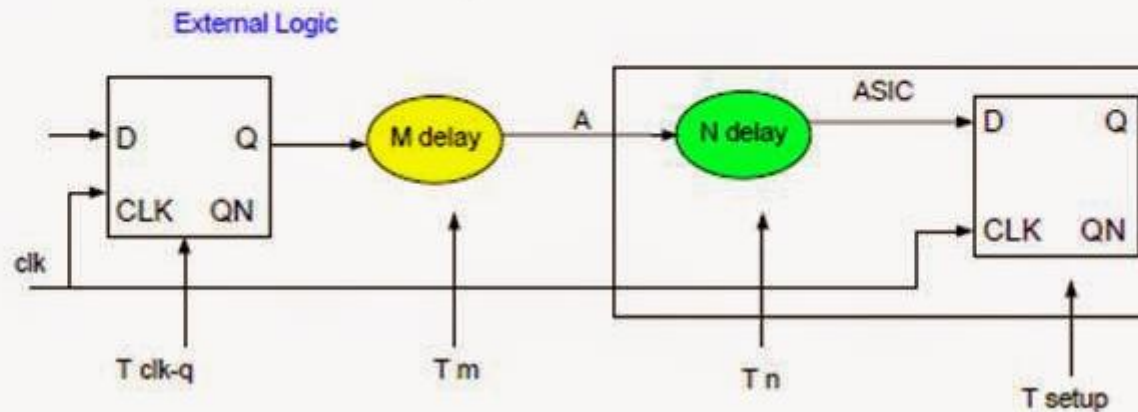 External Logic
D Q
CLK QN
clk
M delay
A
N delay
ASIC
D Q
CLK QN
T clk-q
T m
T n
T setup